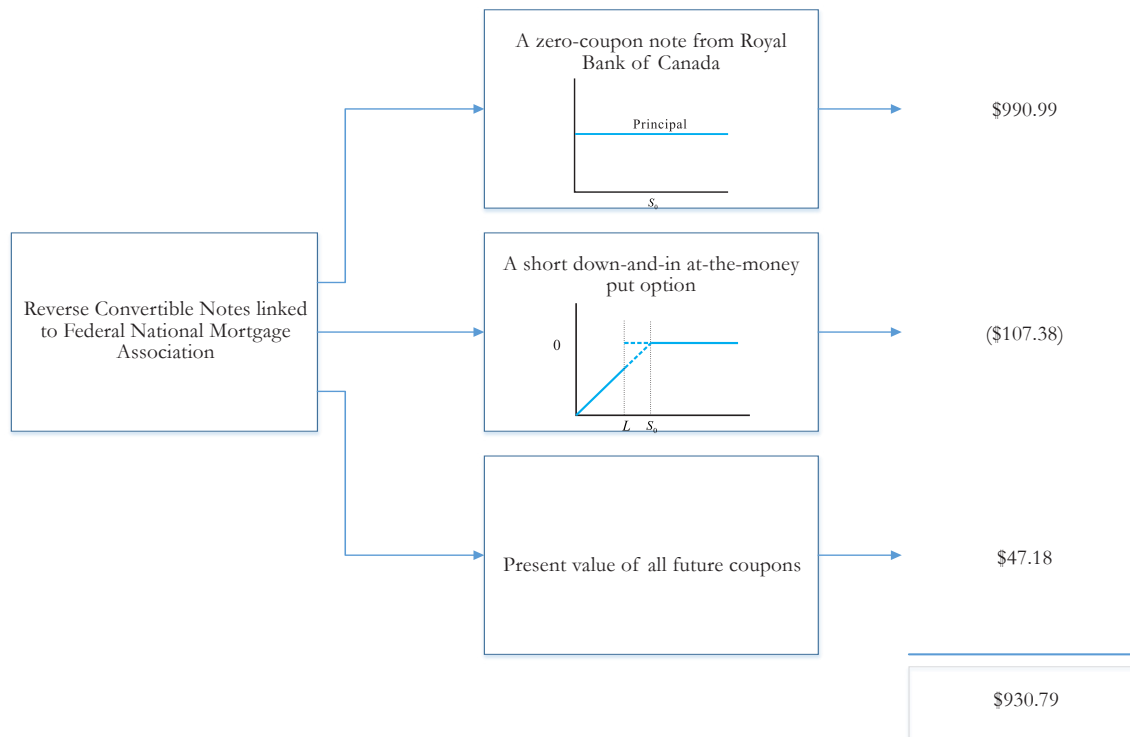 A zero-coupon note from Royal
Bank of Canada
Principal
S₀
$990.99
Reverse Convertible Notes linked
to Federal National Mortgage
Association
A short down-and-in at-the-money
put option
0
L S₀
($107.38)
Present value of all future coupons
$47.18
$930.79